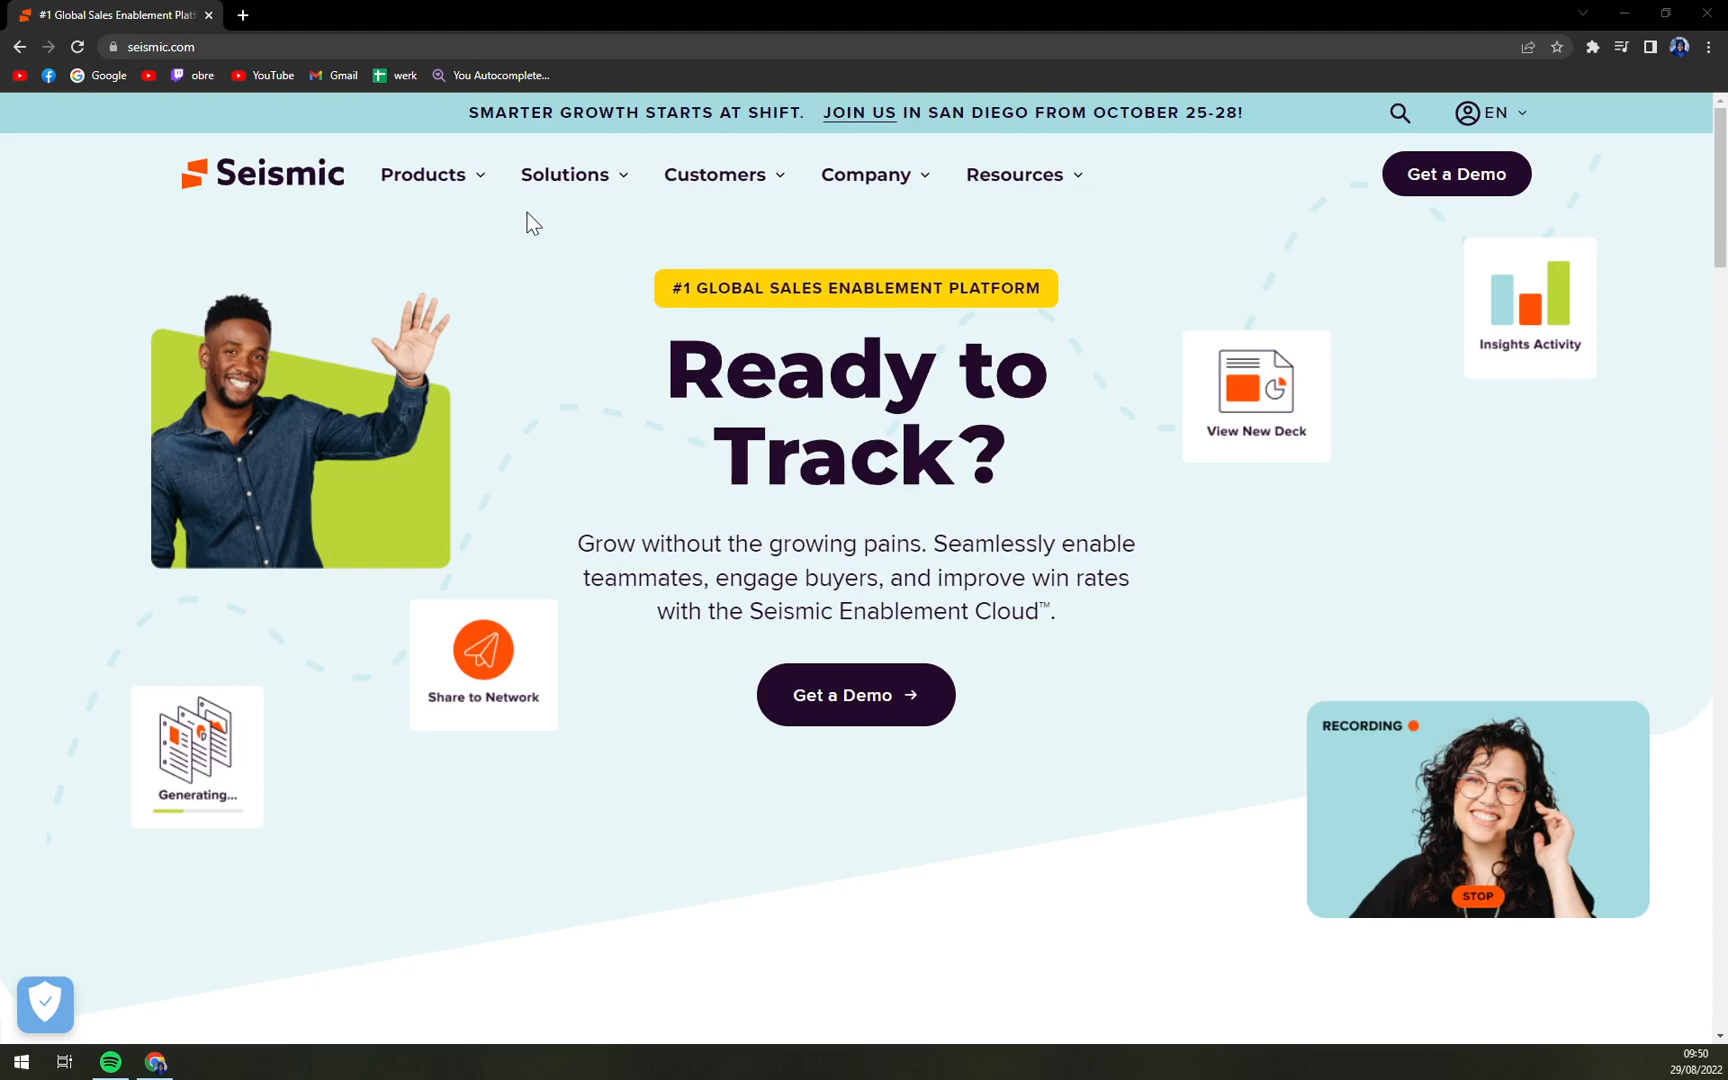 #1 Global Sales Enablement Plat
seismic.com
Google
obre
YouTube
Gmail
werk
You Autocomplete...
SMARTER GROWTH STARTS AT SHIFT. JOIN US IN SAN DIEGO FROM OCTOBER 25-28!
EN
Seismic
Products
Solutions
Customers
Company
Resources
Get a Demo
#1 GLOBAL SALES ENABLEMENT PLATFORM
Ready to
Track?
Grow without the growing pains. Seamlessly enable
teammates, engage buyers, and improve win rates
with the Seismic Enablement Cloud™.
Get a Demo →
Insights Activity
View New Deck
Share to Network
Generating...
RECORDING
STOP
09:50
29/08/2022